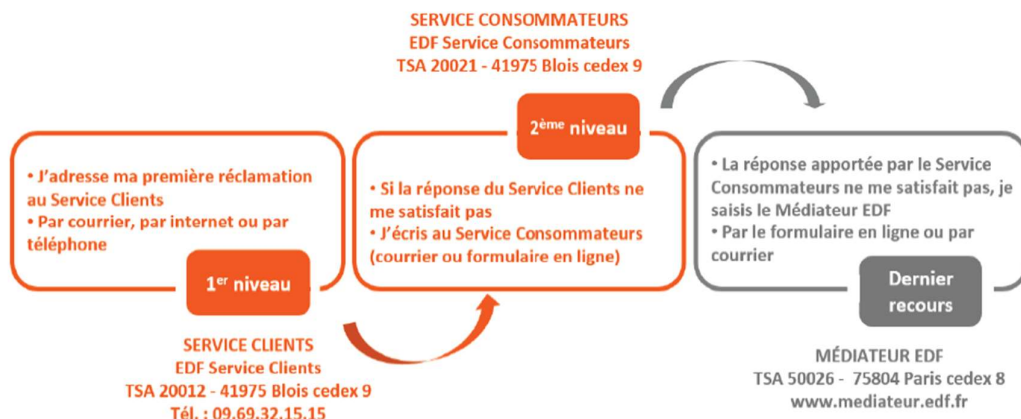 SERVICE CONSOMMATEURS
EDF Service Consommateurs
TSA 20021 - 41975 Blois cedex 9
2ème niveau
• J'adresse ma première réclamation
au Service Clients
• Par courrier, par internet ou par
téléphone
1er niveau
• Si la réponse du Service Clients ne
me satisfait pas
• J'écris au Service Consommateurs
(courrier ou formulaire en ligne)
• La réponse apportée par le Service
Consommateurs ne me satisfait pas, je
saisis le Médiateur EDF
• Par le formulaire en ligne ou par
courrier
Dernier
recours
SERVICE CLIENTS
EDF Service Clients
TSA 20012 - 41975 Blois cedex 9
Tél. : 09.69.32.15.15
MÉDIATEUR EDF
TSA 50026 - 75804 Paris cedex 8
www.mediateur.edf.fr